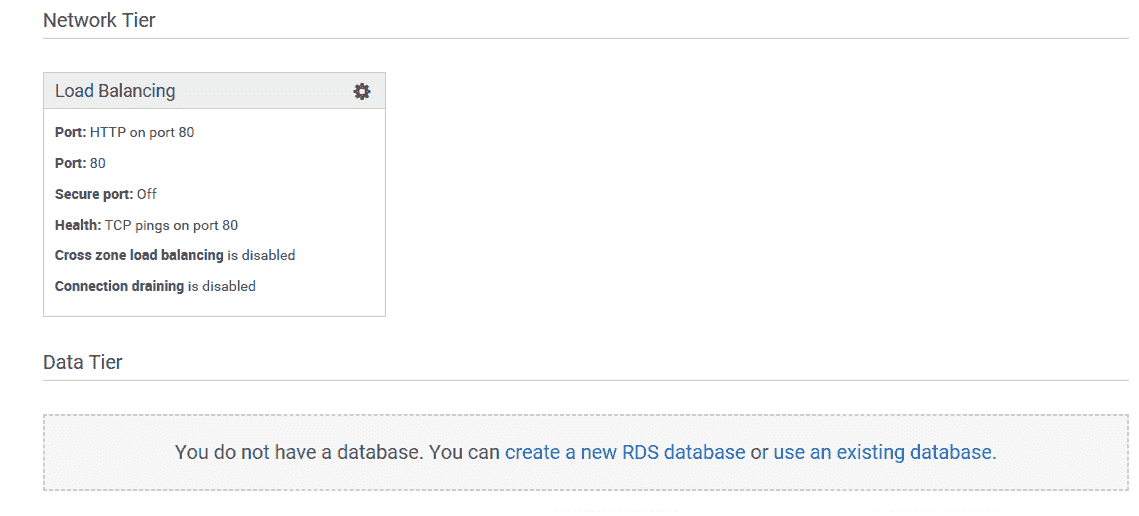 Network Tier
Load Balancing
Port: HTTP on port 80
Port: 80
Secure port: Off
Health: TCP pings on port 80
Cross zone load balancing is disabled
Connection draining is disabled
Data Tier
You do not have a database. You can create a new RDS database or use an existing database.